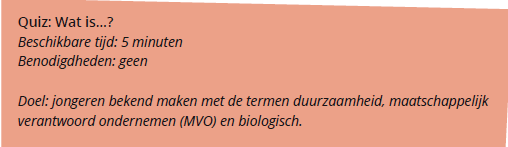 Quiz: Wat is...?
Beschikbare tijd: 5 minuten
Benodigdheden: geen
Doel: jongeren bekend maken met de termen duurzaamheid, maatschappelijk
verantwoord ondernemen (MVO) en biologisch.